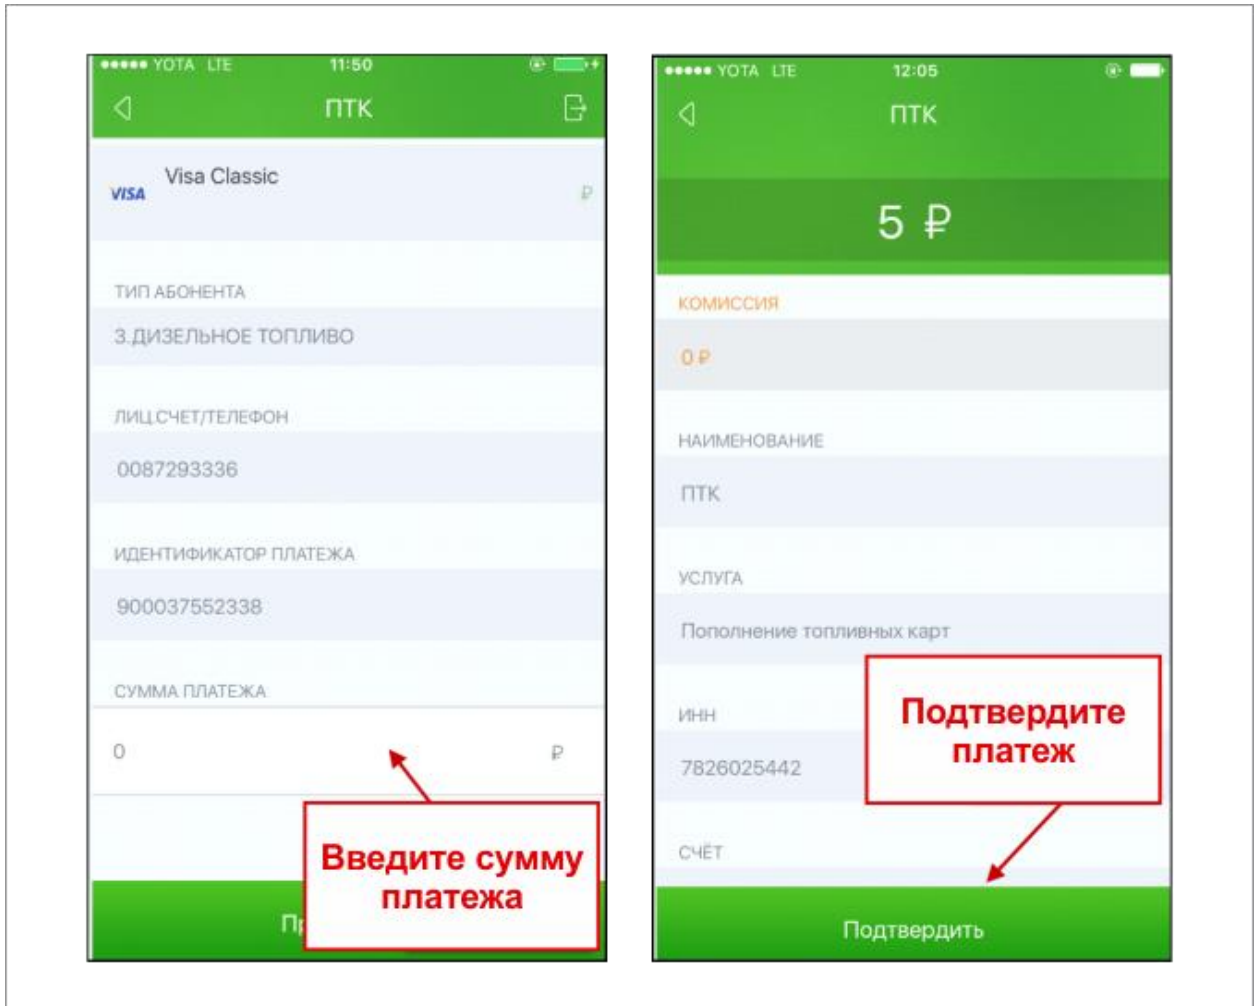 YOTA LTE 11:50
ПТК
Visa Classic
VISA
₽
ТИП АБОНЕНТА
3.ДИЗЕЛЬНОЕ ТОПЛИВО
ЛИЦ.СЧЕТ/ТЕЛЕФОН
0087293336
ИДЕНТИФИКАТОР ПЛАТЕЖА
900037552338
СУММА ПЛАТЕЖА
0 ₽
Введите сумму
платежа
YOTA LTE 12:05
ПТК
5 ₽
КОМИССИЯ
0 ₽
НАИМЕНОВАНИЕ
ПТК
УСЛУГА
Пополнение топливных карт
ИНН
7826025442
Подтвердите
платеж
СЧЁТ
Подтвердить